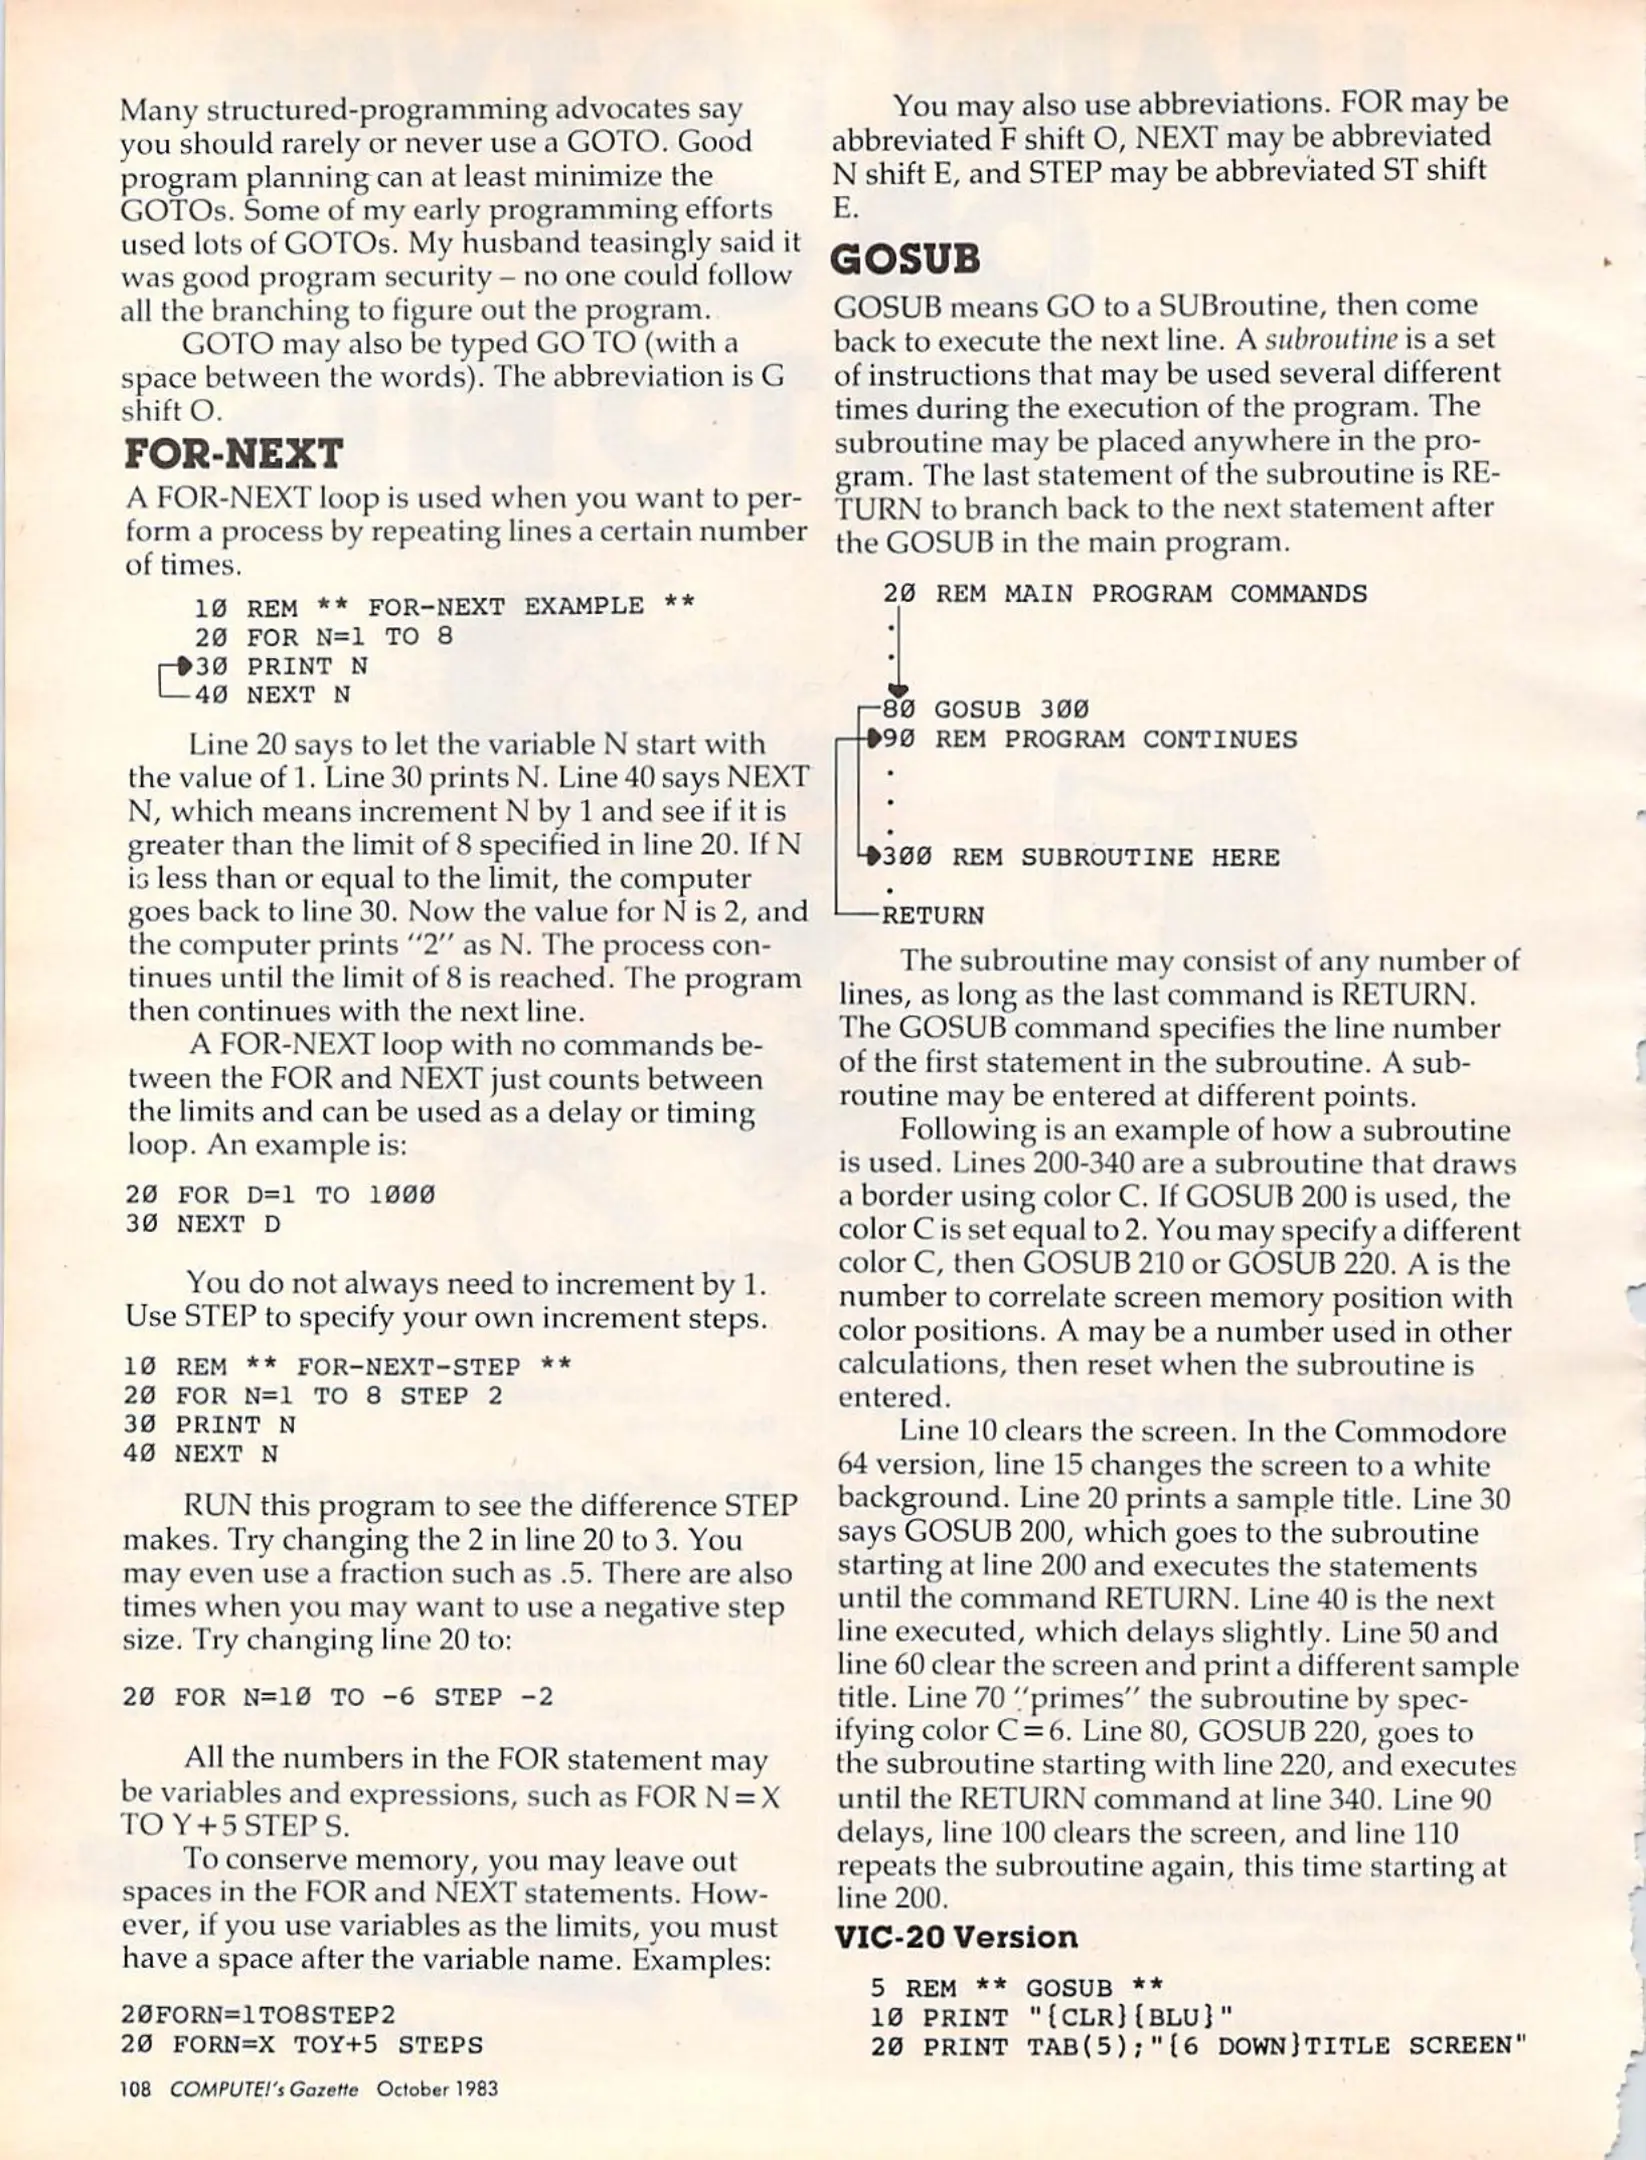 Many structured-programming advocates say
you should rarely or never use a GOTO. Good
program planning can at least minimize the
GOTOs. Some of my early programming efforts
used lots of GOTOs. My husband teasingly said it
was good program security – no one could follow
all the branching to figure out the program.
GOTO may also be typed GO TO (with a
space between the words). The abbreviation is G
shift O.
FOR-NEXT
A FOR-NEXT loop is used when you want to per-
form a process by repeating lines a certain number
of times.
10 REM ** FOR-NEXT EXAMPLE **
20 FOR N=1 TO 8
30 PRINT N
40 NEXT N
Line 20 says to let the variable N start with
the value of 1. Line 30 prints N. Line 40 says NEXT
N, which means increment N by 1 and see if it is
greater than the limit of 8 specified in line 20. If N
is less than or equal to the limit, the computer
goes back to line 30. Now the value for N is 2, and
the computer prints "2" as N. The process con-
tinues until the limit of 8 is reached. The program
then continues with the next line.
A FOR-NEXT loop with no commands be-
tween the FOR and NEXT just counts between
the limits and can be used as a delay or timing
loop. An example is:
20 FOR D=1 TO 1000
30 NEXT D
You do not always need to increment by 1.
Use STEP to specify your own increment steps.
10 REM ** FOR-NEXT-STEP **
20 FOR N=1 TO 8 STEP 2
30 PRINT N
40 NEXT N
RUN this program to see the difference STEP
makes. Try changing the 2 in line 20 to 3. You
may even use a fraction such as .5. There are also
times when you may want to use a negative step
size. Try changing line 20 to:
20 FOR N=10 TO -6 STEP -2
All the numbers in the FOR statement may
be variables and expressions, such as FOR N=X
TO Y+5 STEP S.
To conserve memory, you may leave out
spaces in the FOR and NEXT statements. How-
ever, if you use variables as the limits, you must
have a space after the variable name. Examples:
20FORN=1TO8STEP2
20 FORN=X TOY+5 STEPS
108 COMPUTE!'s Gazette October 1983
You may also use abbreviations. FOR may be
abbreviated F shift O, NEXT may be abbreviated
N shift E, and STEP may be abbreviated ST shift
E.
GOSUB
GOSUB means GO to a SUBroutine, then come
back to execute the next line. A subroutine is a set
of instructions that may be used several different
times during the execution of the program. The
subroutine may be placed anywhere in the pro-
gram. The last statement of the subroutine is RE-
TURN to branch back to the next statement after
the GOSUB in the main program.
20 REM MAIN PROGRAM COMMANDS
.
.
80 GOSUB 300
90 REM PROGRAM CONTINUES
.
.
.
300 REM SUBROUTINE HERE
.
RETURN
The subroutine may consist of any number of
lines, as long as the last command is RETURN.
The GOSUB command specifies the line number
of the first statement in the subroutine. A sub-
routine may be entered at different points.
Following is an example of how a subroutine
is used. Lines 200-340 are a subroutine that draws
a border using color C. If GOSUB 200 is used, the
color C is set equal to 2. You may specify a different
color C, then GOSUB 210 or GOSUB 220. A is the
number to correlate screen memory position with
color positions. A may be a number used in other
calculations, then reset when the subroutine is
entered.
Line 10 clears the screen. In the Commodore
64 version, line 15 changes the screen to a white
background. Line 20 prints a sample title. Line 30
says GOSUB 200, which goes to the subroutine
starting at line 200 and executes the statements
until the command RETURN. Line 40 is the next
line executed, which delays slightly. Line 50 and
line 60 clear the screen and print a different sample
title. Line 70 "primes" the subroutine by spec-
ifying color C=6. Line 80, GOSUB 220, goes to
the subroutine starting with line 220, and executes
until the RETURN command at line 340. Line 90
delays, line 100 clears the screen, and line 110
repeats the subroutine again, this time starting at
line 200.
VIC-20 Version
5 REM ** GOSUB **
10 PRINT "{CLR}{BLU}"
20 PRINT TAB(5);"{6 DOWN}TITLE SCREEN"